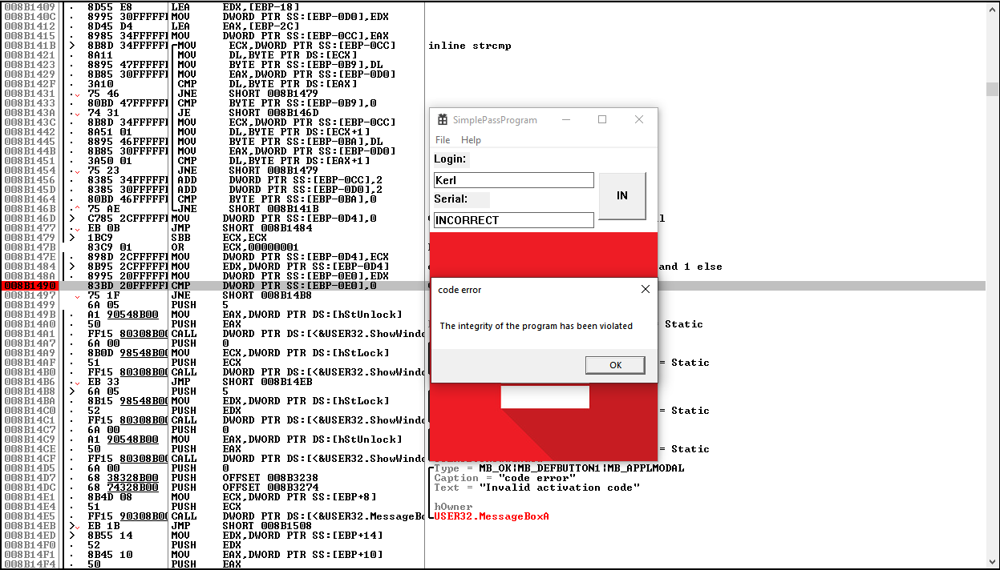 008B1409 . 8D55 E8 LEA EDX,[EBP-18]
008B140C . 8995 30FFFFFF MOV DWORD PTR SS:[EBP-0D0],EDX
008B1412 . 8D45 D4 LEA EAX,[EBP-2C]
008B1415 . 8985 34FFFFFF MOV DWORD PTR SS:[EBP-0CC],EAX
008B141B > 8B8D 34FFFFFF MOV ECX,DWORD PTR SS:[EBP-0CC] inline strcmp
008B1421 . 8A11 MOV DL,BYTE PTR DS:[ECX]
008B1423 . 8895 47FFFFFF MOV BYTE PTR SS:[EBP-0B9],DL
008B1429 . 8B85 30FFFFFF MOV EAX,DWORD PTR SS:[EBP-0D0]
008B142F . 3A10 CMP DL,BYTE PTR DS:[EAX]
008B1431 . 75 46 JNE SHORT 008B1479
008B1433 . 80BD 47FFFFFF CMP BYTE PTR SS:[EBP-0B9],0
008B143A . 74 31 JE SHORT 008B146D
008B143C . 8B8D 34FFFFFF MOV ECX,DWORD PTR SS:[EBP-0CC]
008B1442 . 8A51 01 MOV DL,BYTE PTR DS:[ECX+1]
008B1445 . 8895 46FFFFFF MOV BYTE PTR SS:[EBP-0BA],DL
008B144B . 8B85 30FFFFFF MOV EAX,DWORD PTR SS:[EBP-0D0]
008B1451 . 3A50 01 CMP DL,BYTE PTR DS:[EAX+1]
008B1454 . 75 23 JNE SHORT 008B1479
008B1456 . 8385 34FFFFFF ADD DWORD PTR SS:[EBP-0CC],2
008B145D . 8385 30FFFFFF ADD DWORD PTR SS:[EBP-0D0],2
008B1464 . 80BD 46FFFFFF CMP BYTE PTR SS:[EBP-0BA],0
008B146B . 75 AE JNE SHORT 008B141B
008B146D > C785 2CFFFFFF MOV DWORD PTR SS:[EBP-0D4],0
008B1477 . EB 0B JMP SHORT 008B1484
008B1479 > 1BC9 SBB ECX,ECX
008B147B . 83C9 01 OR ECX,00000001
008B147E . 898D 2CFFFFFF MOV DWORD PTR SS:[EBP-0D4],ECX
008B1484 > 8B95 2CFFFFFF MOV EDX,DWORD PTR SS:[EBP-0D4] and 1 else
008B148A . 8995 20FFFFFF MOV DWORD PTR SS:[EBP-0E0],EDX
008B1490 . 83BD 20FFFFFF CMP DWORD PTR SS:[EBP-0E0],0
008B1497 . 75 1F JNE SHORT 008B14B8
008B1499 . 6A 05 PUSH 5
008B149B . A1 90548B00 MOV EAX,DWORD PTR DS:[hStUnlock]
008B14A0 . 50 PUSH EAX Static
008B14A1 . FF15 80308B00 CALL DWORD PTR DS:[<&USER32.ShowWindo
008B14A7 . 6A 00 PUSH 0
008B14A9 . 8B0D 98548B00 MOV ECX,DWORD PTR DS:[hStLock]
008B14AF . 51 PUSH ECX = Static
008B14B0 . FF15 80308B00 CALL DWORD PTR DS:[<&USER32.ShowWindo
008B14B6 . EB 33 JMP SHORT 008B14EB
008B14B8 > 6A 05 PUSH 5
008B14BA . 8B15 98548B00 MOV EDX,DWORD PTR DS:[hStLock]
008B14C0 . 52 PUSH EDX = Static
008B14C1 . FF15 80308B00 CALL DWORD PTR DS:[<&USER32.ShowWindo
008B14C7 . 6A 00 PUSH 0
008B14C9 . A1 90548B00 MOV EAX,DWORD PTR DS:[hStUnlock]
008B14CE . 50 PUSH EAX = Static
008B14CF . FF15 80308B00 CALL DWORD PTR DS:[<&USER32.ShowWindo
008B14D5 . 6A 00 PUSH 0 Type = MB_OK|MB_DEFBUTTON1|MB_APPLMODAL
008B14D7 . 68 38328B00 PUSH OFFSET 008B3238 Caption = "code error"
008B14DC . 68 74328B00 PUSH OFFSET 008B3274 Text = "Invalid activation code"
008B14E1 . 8B4D 08 MOV ECX,DWORD PTR SS:[EBP+8]
008B14E4 . 51 PUSH ECX hOwner
008B14E5 . FF15 90308B00 CALL DWORD PTR DS:[<&USER32.MessageBo USER32.MessageBoxA
008B14EB > EB 1B JMP SHORT 008B1508
008B14ED > 8B55 14 MOV EDX,DWORD PTR SS:[EBP+14]
008B14F0 . 52 PUSH EDX
008B14F1 . 8B45 10 MOV EAX,DWORD PTR SS:[EBP+10]
008B14F4 . 50 PUSH EAX
SimplePassProgram
File Help
Login:
Kerl
IN
Serial:
INCORRECT
code error
The integrity of the program has been violated
OK